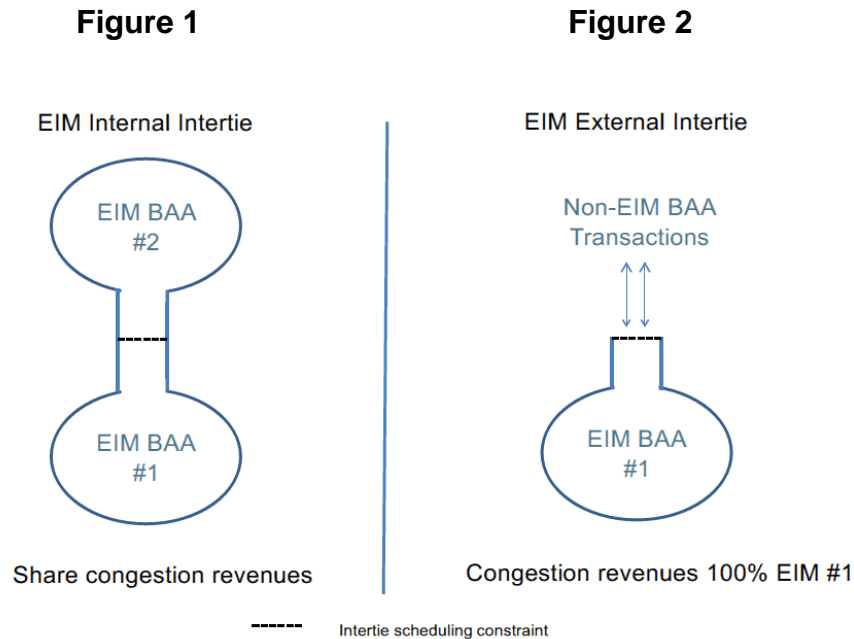 Figure 1
Figure 2
EIM Internal Intertie
EIM BAA
#2
EIM BAA
#1
Share congestion revenues
EIM External Intertie
Non-EIM BAA
Transactions
EIM BAA
#1
Congestion revenues 100% EIM #1
Intertie scheduling constraint